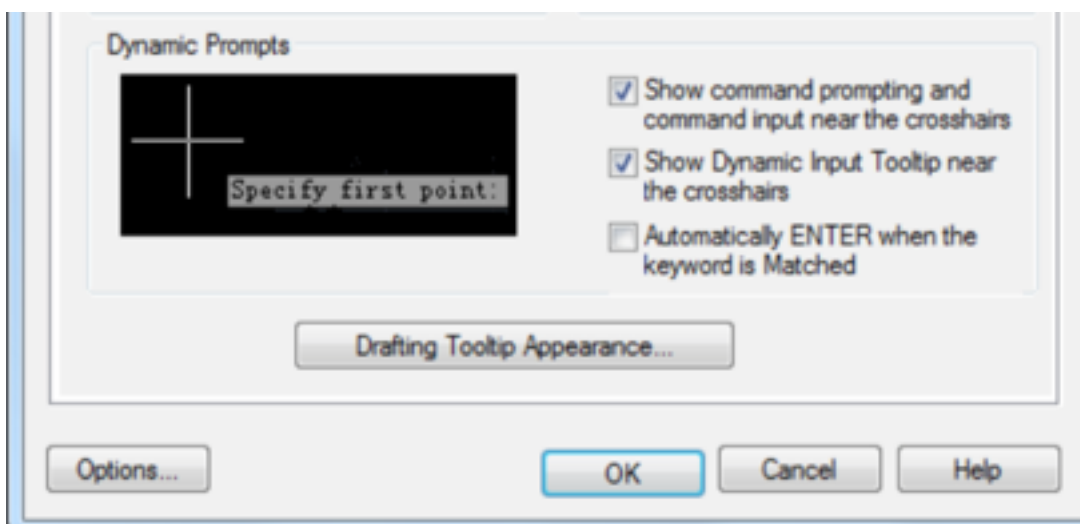 Dynamic Prompts
Specify first point:
Show command prompting and
command input near the crosshairs
Show Dynamic Input Tooltip near
the crosshairs
Automatically ENTER when the
keyword is Matched
Drafting Tooltip Appearance...
Options...
OK
Cancel
Help